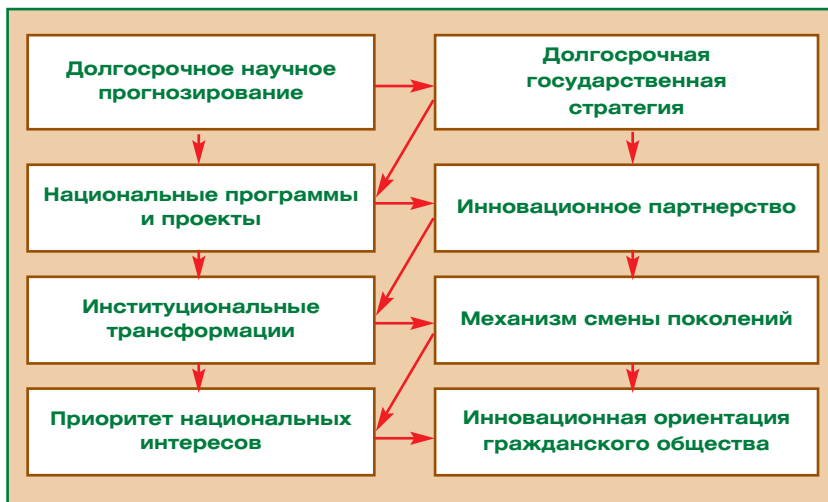 Долгосрочное научное
прогнозирование
Долгосрочная
государственная
стратегия
Национальные программы
и проекты
Инновационное партнерство
Институциональные
трансформации
Механизм смены поколений
Приоритет национальных
интересов
Инновационная ориентация
гражданского общества